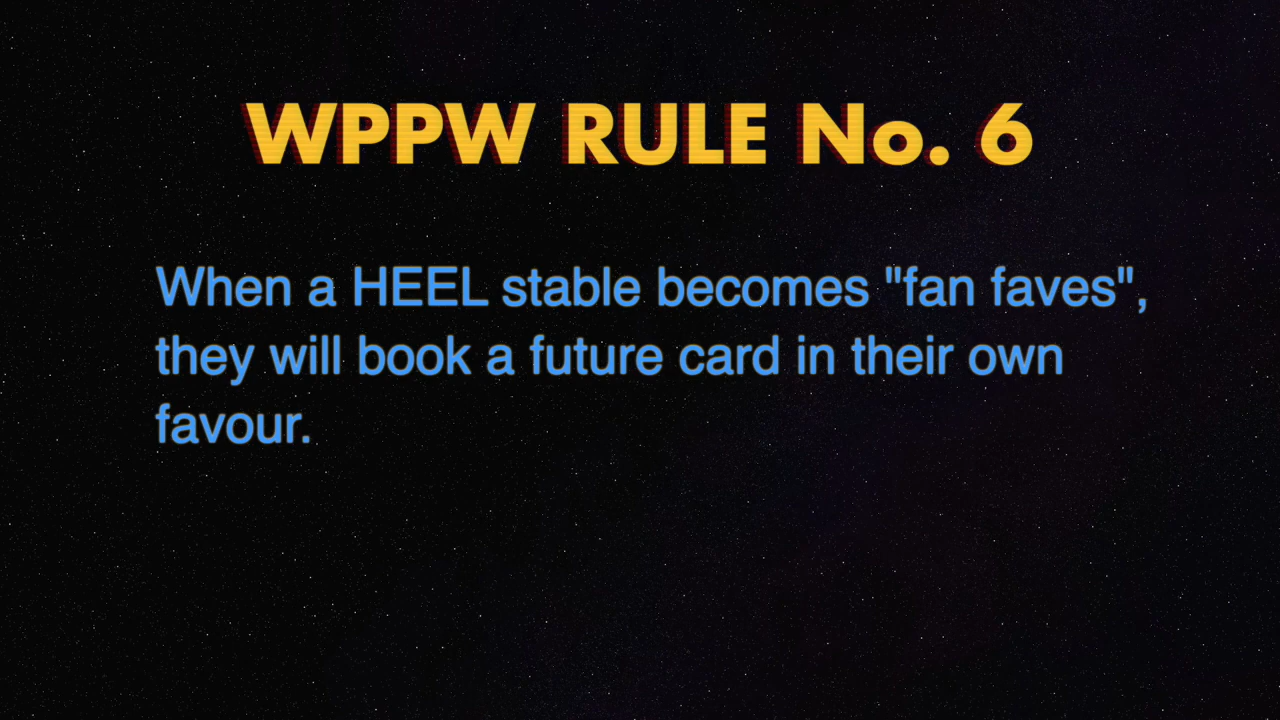 WPPW RULE No. 6
When a HEEL stable becomes "fan faves",
they will book a future card in their own
favour.